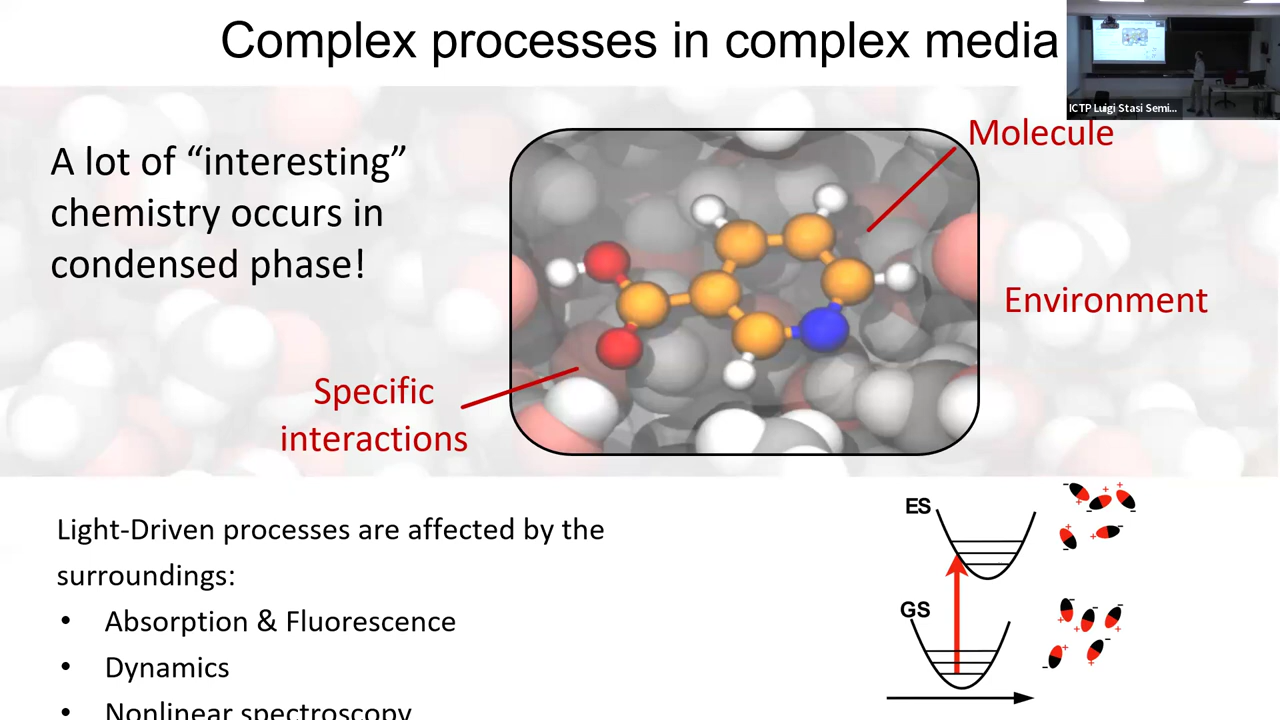 Complex processes in complex media
ICTP Luigi Stasi Semi...
Molecule
A lot of “interesting”
chemistry occurs in
condensed phase!
Environment
Specific
interactions
Light-Driven processes are affected by the
surroundings:
• Absorption & Fluorescence
• Dynamics
• Nonlinear spectroscopy
ES
GS